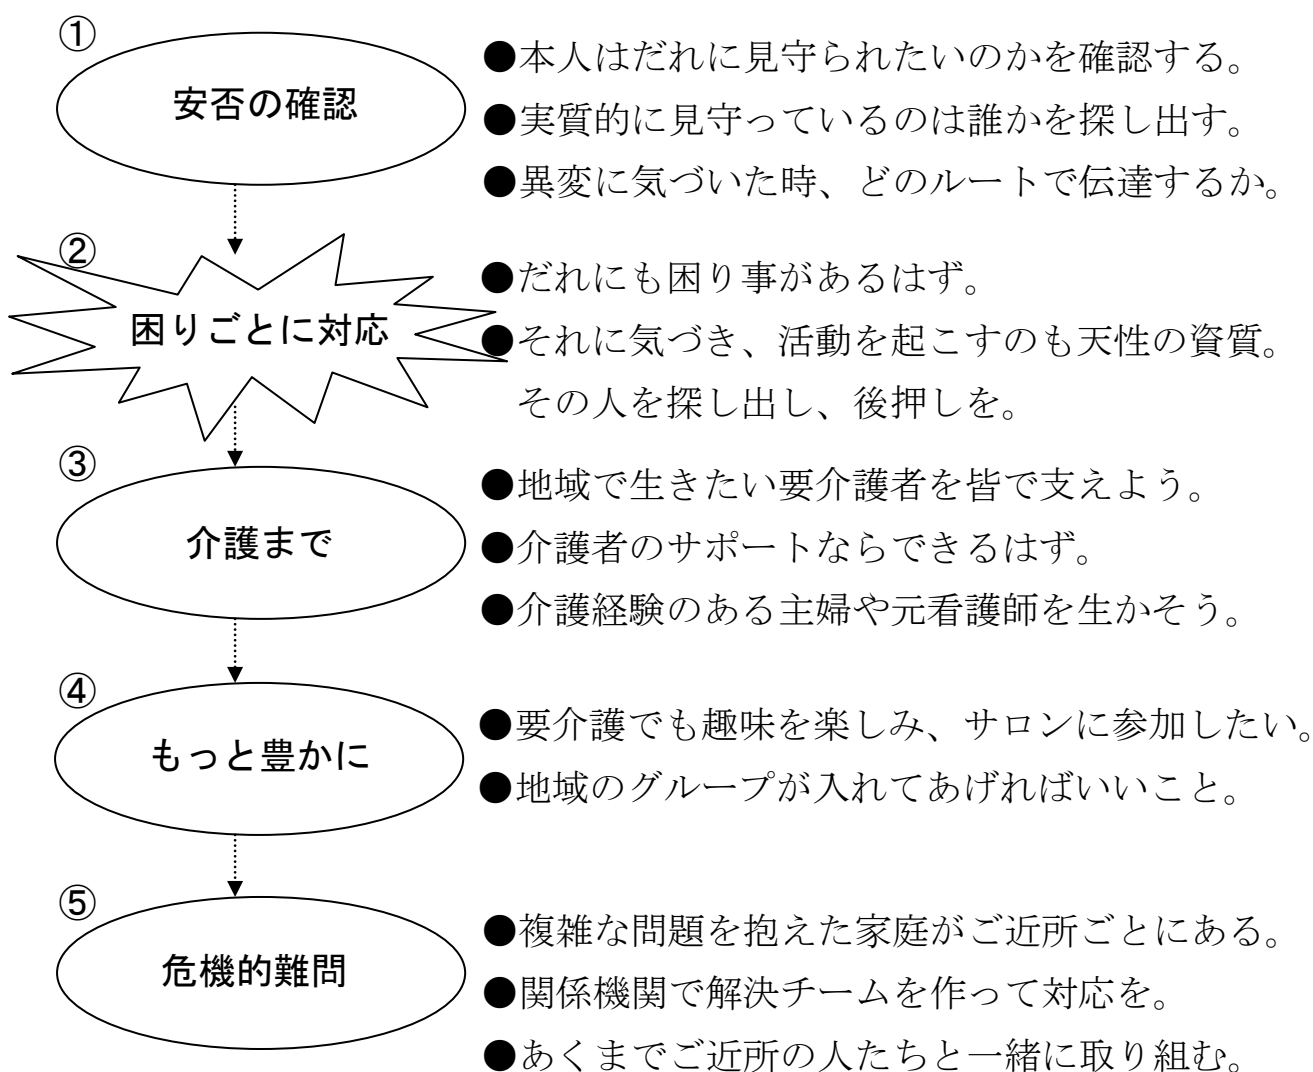 ①
安否の確認
●本人はだれに見守られたいのかを確認する。
●実質的に見守っているのは誰かを探し出す。
●異変に気づいた時、どのルートで伝達するか。
②
困りごとに対応
●だれにも困り事があるはず。
●それに気づき、活動を起こすのも天性の資質。
その人を探し出し、後押しを。
③
介護まで
●地域で生きたい要介護者を皆で支えよう。
●介護者のサポートならできるはず。
●介護経験のある主婦や元看護師を生かそう。
④
もっと豊かに
●要介護でも趣味を楽しみ、サロンに参加したい。
●地域のグループが入れてあげればいいこと。
⑤
危機的難問
●複雑な問題を抱えた家庭がご近所ごとにある。
●関係機関で解決チームを作って対応を。
●あくまでご近所の人たちと一緒に取り組む。